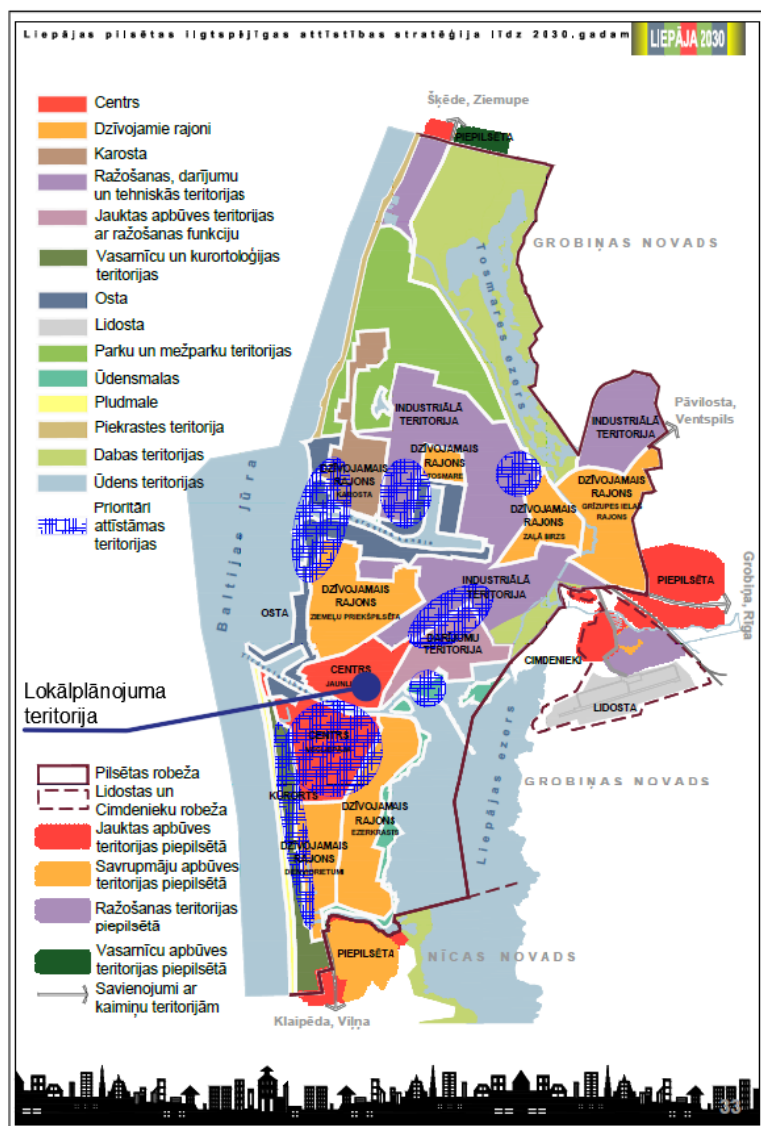 Liepājas pilsētas ilgtspējīgas attīstības stratēģija līdz 2030.gadam
LIEPĀJA 2030
Centrs
Dzīvojamie rajoni
Karosta
Ražošanas, darījumu
un tehniskās teritorijas
Jauktas apbūves teritorijas
ar ražošanas funkciju
Vasarnīcu un kurortoloģijas
teritorijas
Osta
Lidosta
Parku un mežparku teritorijas
Ūdensmalas
Pludmale
Piekrastes teritorija
Dabas teritorijas
Ūdens teritorijas
Prioritāri
attīstāmas
teritorijas
Šķēde, Ziemupe
PIEPILSĒTA
GROBIŅAS NOVADS
Tosmares ezers
INDUSTRIĀLĀ
TERITORIJA
INDUSTRIĀLĀ
TERITORIJA
Pāvilosta,
Ventspils
DZĪVOJAMAIS
RAJONS
KAROSTA
DZĪVOJAMAIS
RAJONS
TOSMARE
DZĪVOJAMAIS
RAJONS
GRĪZUPES IELAS
RAJONS
DZĪVOJAMAIS
RAJONS
ZAĻĀ BIRZS
Baltijas jūra
INDUSTRIĀLĀ
TERITORIJA
PIEPILSĒTA
Grobiņa, Rīga
DZĪVOJAMAIS
RAJONS
ZIEMEĻU PRIEKŠPILSĒTA
OSTA
DARĪJUMU
TERITORIJA
CIMDENIEKI
CENTRS
LIDOSTA
Lokālplānojuma
teritorija
CENTRS
GROBIŅAS NOVADS
KURORTS
DZĪVOJAMAIS
RAJONS
EZERKRASTS
Liepājas ezers
DZĪVOJAMAIS
RAJONS
PIEPILSĒTA
NĪCAS NOVADS
Klaipēda, Viļņa
Pilsētas robeža
Lidostas un
Cimdenieku robeža
Jauktas apbūves
teritorijas piepilsētā
Savrupmāju apbūves
teritorijas piepilsētā
Ražošanas teritorijas
piepilsētā
Vasarnīcu apbūves
teritorijas piepilsētā
Savienojumi ar
kaimiņu teritorijām
33